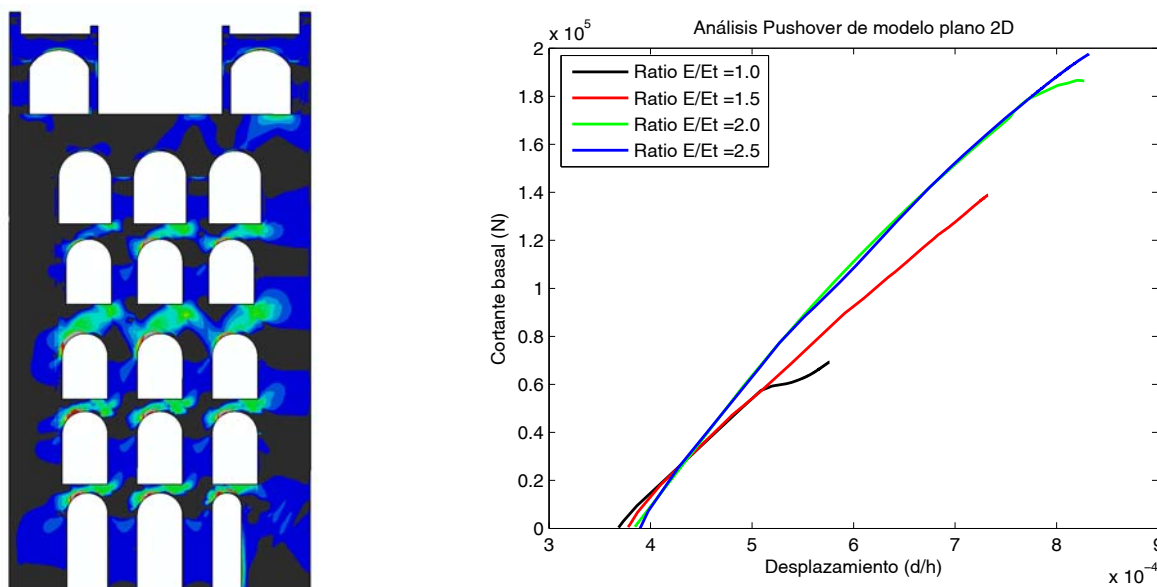 Análisis Pushover de modelo plano 2D
x 10⁵
2
1.8
1.6
1.4
1.2
1
0.8
0.6
0.4
0.2
0
Cortante basal (N)
Ratio E/Et =1.0
Ratio E/Et =1.5
Ratio E/Et =2.0
Ratio E/Et =2.5
3 4 5 6 7 8 9
Desplazamiento (d/h)
x 10⁻⁴